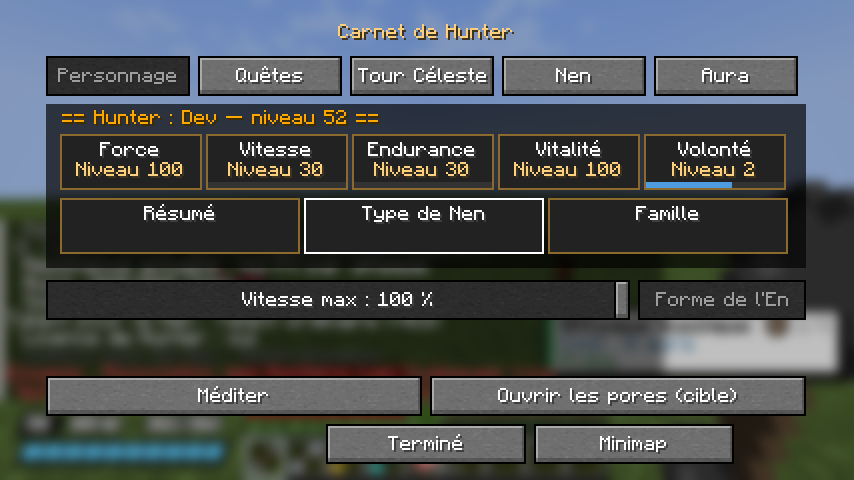 Carnet de Hunter
Personnage
Quêtes
Tour Céleste
Nen
Aura
== Hunter : Dev — niveau 52 ==
Force
Niveau 100
Vitesse
Niveau 30
Endurance
Niveau 30
Vitalité
Niveau 100
Volonté
Niveau 2
Résumé
Type de Nen
Famille
Vitesse max : 100 %
Forme de l'En
Méditer
Ouvrir les pores (cible)
Terminé
Minimap